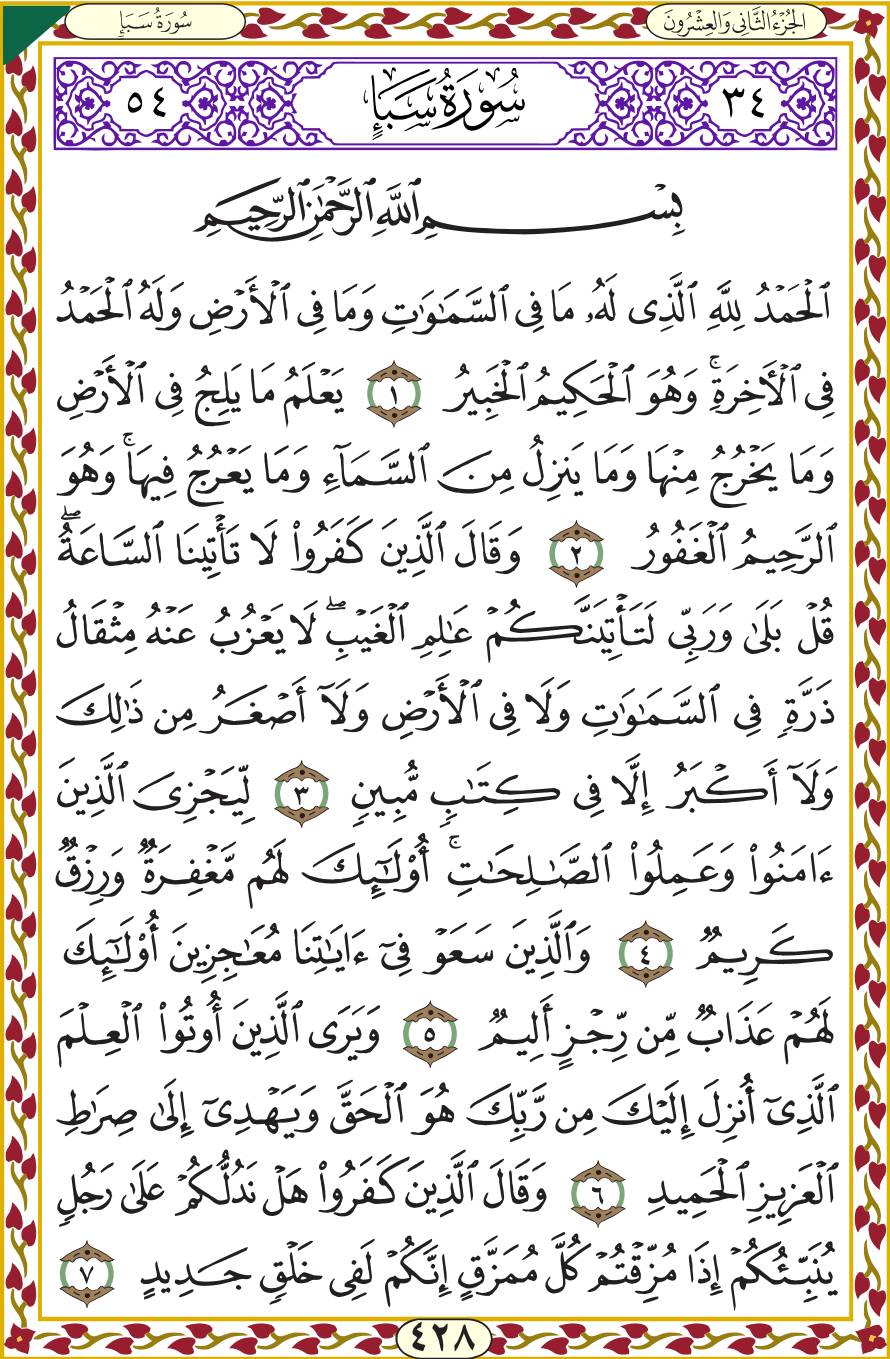 الجُزْءُ الثَّانِي وَالعِشْرُونَ
سُورَةُ سَبَإٍ
٣٤
سُورَةُ سَبَإٍ
٥٤
بِسۡمِ ٱللَّهِ ٱلرَّحۡمَٰنِ ٱلرَّحِيمِ
ٱلۡحَمۡدُ لِلَّهِ ٱلَّذِى لَهُۥ مَا فِى ٱلسَّمَٰوَٰتِ وَمَا فِى ٱلۡأَرۡضِ وَلَهُ ٱلۡحَمۡدُ
فِى ٱلۡأٓخِرَةِۚ وَهُوَ ٱلۡحَكِيمُ ٱلۡخَبِيرُ ١ يَعۡلَمُ مَا يَلِجُ فِى ٱلۡأَرۡضِ
وَمَا يَخۡرُجُ مِنۡهَا وَمَا يَنزِلُ مِنَ ٱلسَّمَآءِ وَمَا يَعۡرُجُ فِيهَاۚ وَهُوَ
ٱلرَّحِيمُ ٱلۡغَفُورُ ٢ وَقَالَ ٱلَّذِينَ كَفَرُواْ لَا تَأۡتِينَا ٱلسَّاعَةُۖ
قُلۡ بَلَىٰ وَرَبِّى لَتَأۡتِيَنَّكُمۡ عَٰلِمِ ٱلۡغَيۡبِۖ لَا يَعۡزُبُ عَنۡهُ مِثۡقَالُ
ذَرَّةٖ فِى ٱلسَّمَٰوَٰتِ وَلَا فِى ٱلۡأَرۡضِ وَلَآ أَصۡغَرُ مِن ذَٰلِكَ
وَلَآ أَكۡبَرُ إِلَّا فِى كِتَٰبٖ مُّبِينٖ ٣ لِّيَجۡزِىَ ٱلَّذِينَ
ءَامَنُواْ وَعَمِلُواْ ٱلصَّٰلِحَٰتِۚ أُوْلَٰٓئِكَ لَهُم مَّغۡفِرَةٞ وَرِزۡقٞ
كَرِيمٞ ٤ وَٱلَّذِينَ سَعَوۡ فِىٓ ءَايَٰتِنَا مُعَٰجِزِينَ أُوْلَٰٓئِكَ
لَهُمۡ عَذَابٞ مِّن رِّجۡزٍ أَلِيمٞ ٥ وَيَرَى ٱلَّذِينَ أُوتُواْ ٱلۡعِلۡمَ
ٱلَّذِىٓ أُنزِلَ إِلَيۡكَ مِن رَّبِّكَ هُوَ ٱلۡحَقَّ وَيَهۡدِىٓ إِلَىٰ صِرَٰطِ
ٱلۡعَزِيزِ ٱلۡحَمِيدِ ٦ وَقَالَ ٱلَّذِينَ كَفَرُواْ هَلۡ نَدُلُّكُمۡ عَلَىٰ رَجُلٖ
يُنَبِّئُكُمۡ إِذَا مُزِّقۡتُمۡ كُلَّ مُمَزَّقٍ إِنَّكُمۡ لَفِى خَلۡقٖ جَدِيدٍ ٧
٤٢٨